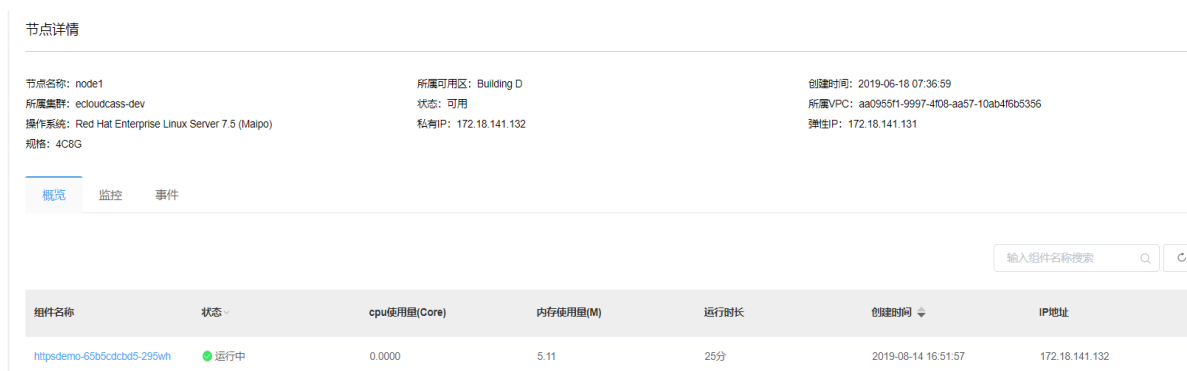 节点详情
节点名称：node1 所属可用区：Building D 创建时间：2019-06-18 07:36:59
所属集群：ecloudcass-dev 状态：可用 所属VPC：aa0955f1-9997-4f08-aa57-10ab4f6b5356
操作系统：Red Hat Enterprise Linux Server 7.5 (Maipo) 私有IP：172.18.141.132 弹性IP：172.18.141.131
规格：4C8G
概览 监控 事件
输入组件名称搜索
组件名称 状态 cpu使用量(Core) 内存使用量(M) 运行时长 创建时间 IP地址
httpsdemo-65b5cdcbd5-295wh 运行中 0.0000 5.11 25分 2019-08-14 16:51:57 172.18.141.132